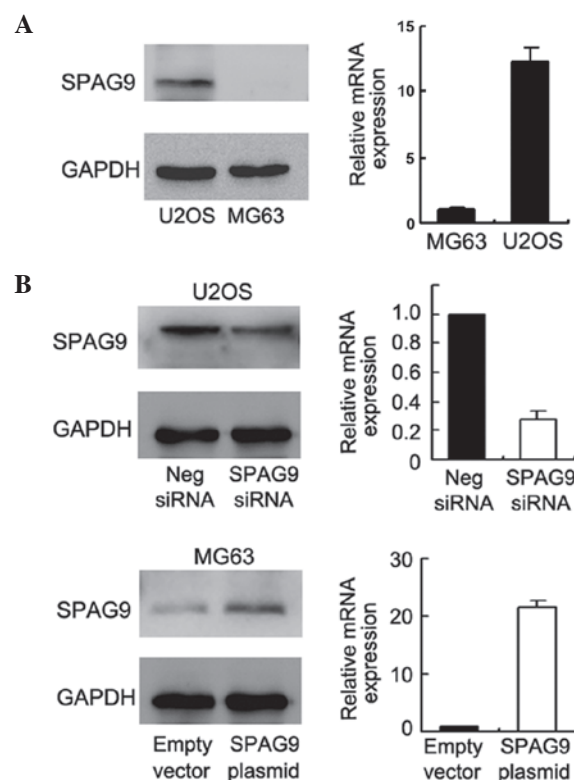 A
SPAG9
GAPDH
U2OS MG63
Relative mRNA
expression
15
10
5
0
MG63 U2OS
B
U2OS
SPAG9
GAPDH
Neg
siRNA
SPAG9
siRNA
Relative mRNA
expression
1.0
0.8
0.6
0.4
0.2
0
Neg
siRNA
SPAG9
siRNA
MG63
SPAG9
GAPDH
Empty
vector
SPAG9
plasmid
Relative mRNA
expression
30
20
10
0
Empty
vector
SPAG9
plasmid